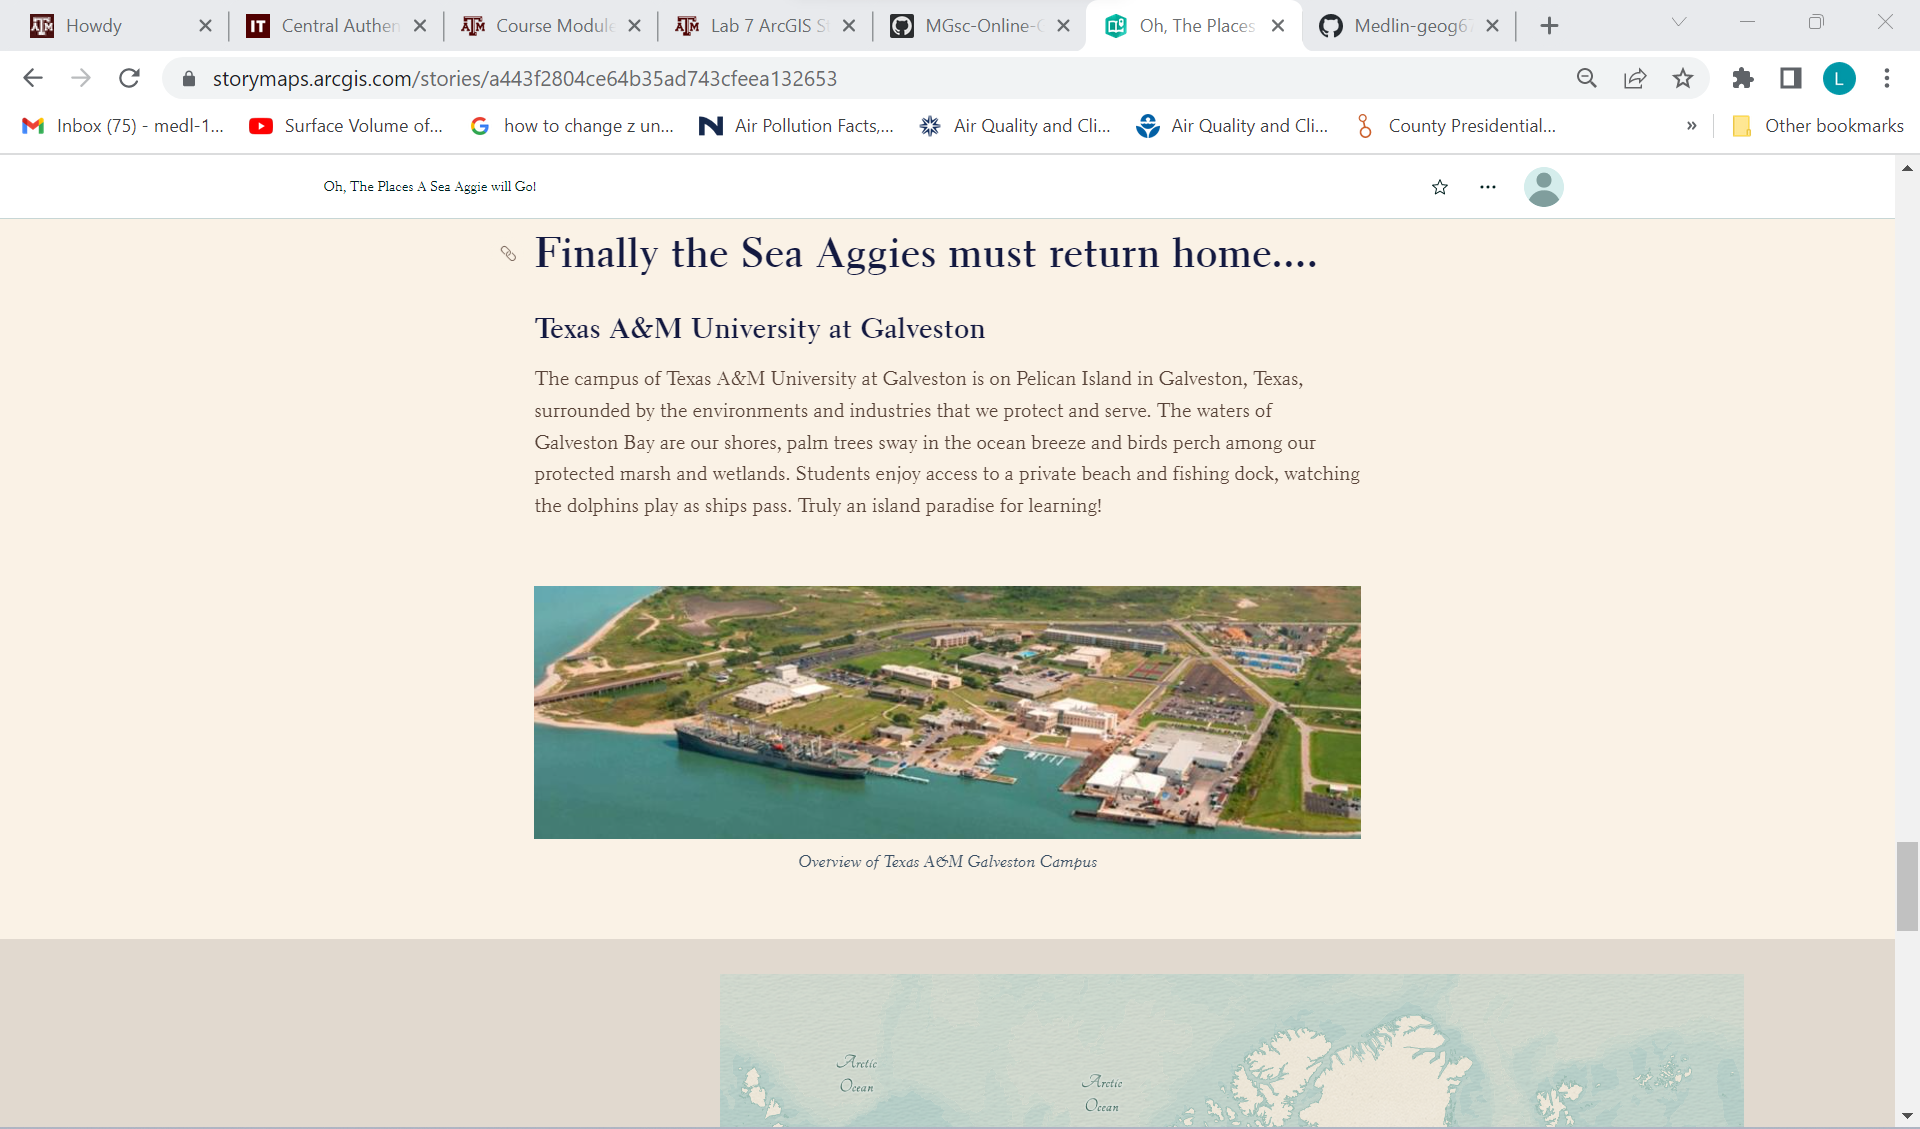 Howdy
Central Authen
Course Module
Lab 7 ArcGIS St
MGsc-Online-C
Oh, The Places
Medlin-geog67
storymaps.arcgis.com/stories/a443f2804ce64b35ad743cfeea132653
L
Inbox (75) - medl-1...
Surface Volume of...
how to change z un...
Air Pollution Facts,...
Air Quality and Cli...
Air Quality and Cli...
County Presidential...
»
Other bookmarks
Oh, The Places A Sea Aggie will Go!
Finally the Sea Aggies must return home....
Texas A&M University at Galveston
The campus of Texas A&M University at Galveston is on Pelican Island in Galveston, Texas,
surrounded by the environments and industries that we protect and serve. The waters of
Galveston Bay are our shores, palm trees sway in the ocean breeze and birds perch among our
protected marsh and wetlands. Students enjoy access to a private beach and fishing dock, watching
the dolphins play as ships pass. Truly an island paradise for learning!
Overview of Texas A&M Galveston Campus
Arctic
Ocean
Arctic
Ocean